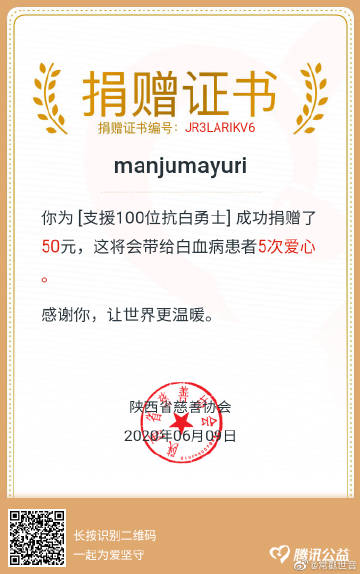 捐赠证书
捐赠证书编号：JR3LARIKV6
manjumayuri
你为 [支援100位抗白勇士] 成功捐赠了
50元，这将会带给白血病患者5次爱心
。
感谢你，让世界更温暖。
陕西省慈善协会
2020年06月09日
长按识别二维码
一起为爱坚守
腾讯公益